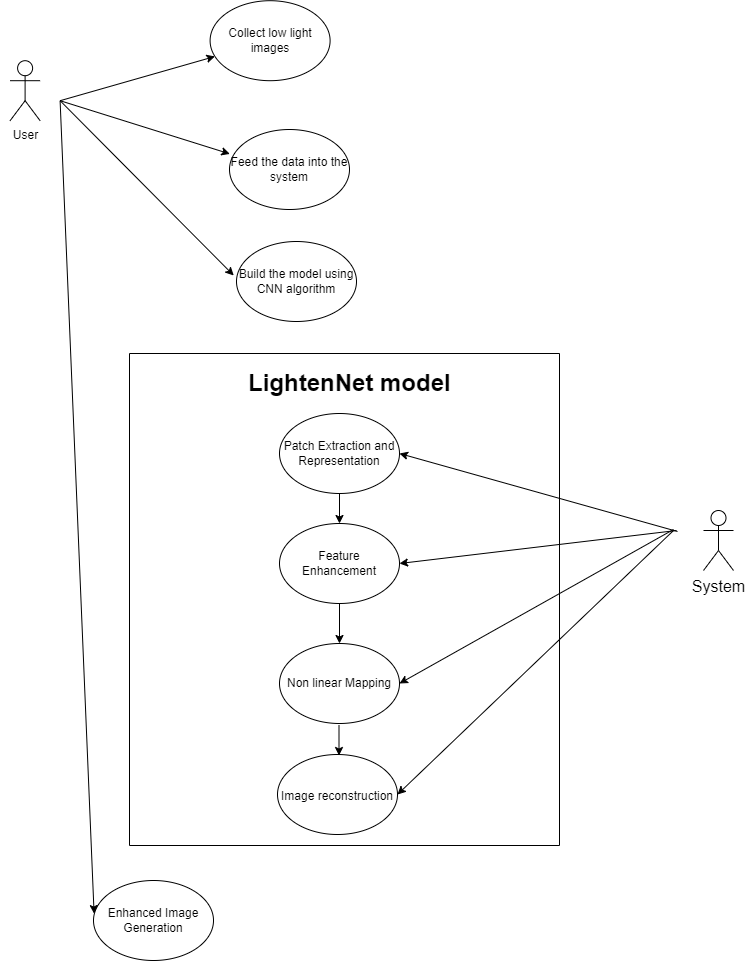 Collect low light
images
User
Feed the data into the
system
Build the model using
CNN algorithm
LightenNet model
Patch Extraction and
Representation
Feature
Enhancement
System
Non linear Mapping
Image reconstruction
Enhanced Image
Generation